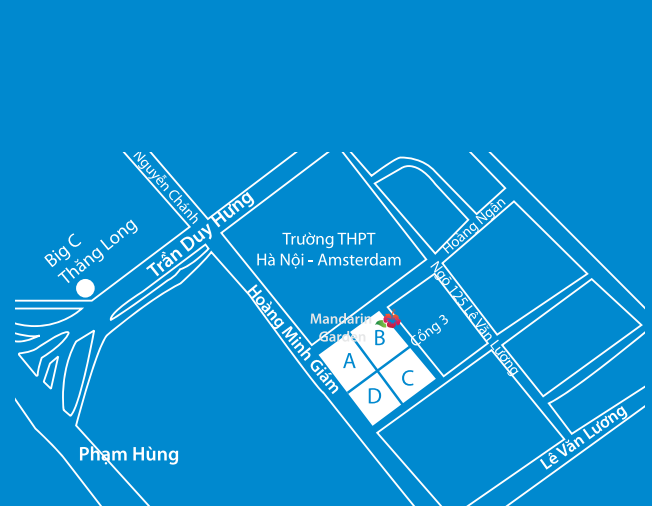 Nguyễn Chánh
Trần Duy Hưng
Big C
Thăng Long
Trường THPT
Hà Nội - Amsterdam
Hoàng Ngân
Ngõ 125 Lê Văn Lương
Hoàng Minh Giám
Mandarin
Garden
Cổng 3
B
A
C
D
Lê Văn Lương
Phạm Hùng